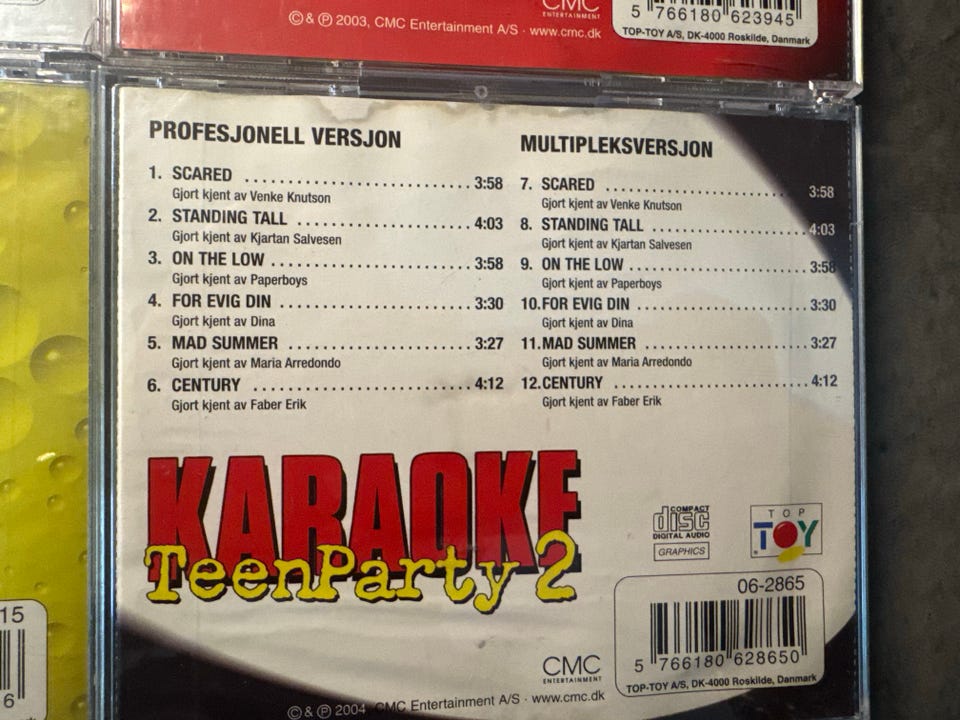 © & ℗ 2003, CMC Entertainment A/S · www.cmc.dk
CMC
ENTERTAINMENT
5 766180 623945
TOP-TOY A/S, DK-4000 Roskilde, Danmark
PROFESJONELL VERSJON
1. SCARED ........ 3:58
Gjort kjent av Venke Knutson
2. STANDING TALL ........ 4:03
Gjort kjent av Kjartan Salvesen
3. ON THE LOW ........ 3:58
Gjort kjent av Paperboys
4. FOR EVIG DIN ........ 3:30
Gjort kjent av Dina
5. MAD SUMMER ........ 3:27
Gjort kjent av Maria Arredondo
6. CENTURY ........ 4:12
Gjort kjent av Faber Erik
MULTIPLEKSVERSJON
7. SCARED ........ 3:58
Gjort kjent av Venke Knutson
8. STANDING TALL ........ 4:03
Gjort kjent av Kjartan Salvesen
9. ON THE LOW ........ 3:58
Gjort kjent av Paperboys
10. FOR EVIG DIN ........ 3:30
Gjort kjent av Dina
11. MAD SUMMER ........ 3:27
Gjort kjent av Maria Arredondo
12. CENTURY ........ 4:12
Gjort kjent av Faber Erik
KARAOKE
TeenParty 2
COMPACT
disc
DIGITAL AUDIO
GRAPHICS
TOP
TOY
06-2865
5 766180 628650
TOP-TOY A/S, DK-4000 Roskilde, Danmark
CMC
ENTERTAINMENT
© & ℗ 2004, CMC Entertainment A/S · www.cmc.dk
15
6